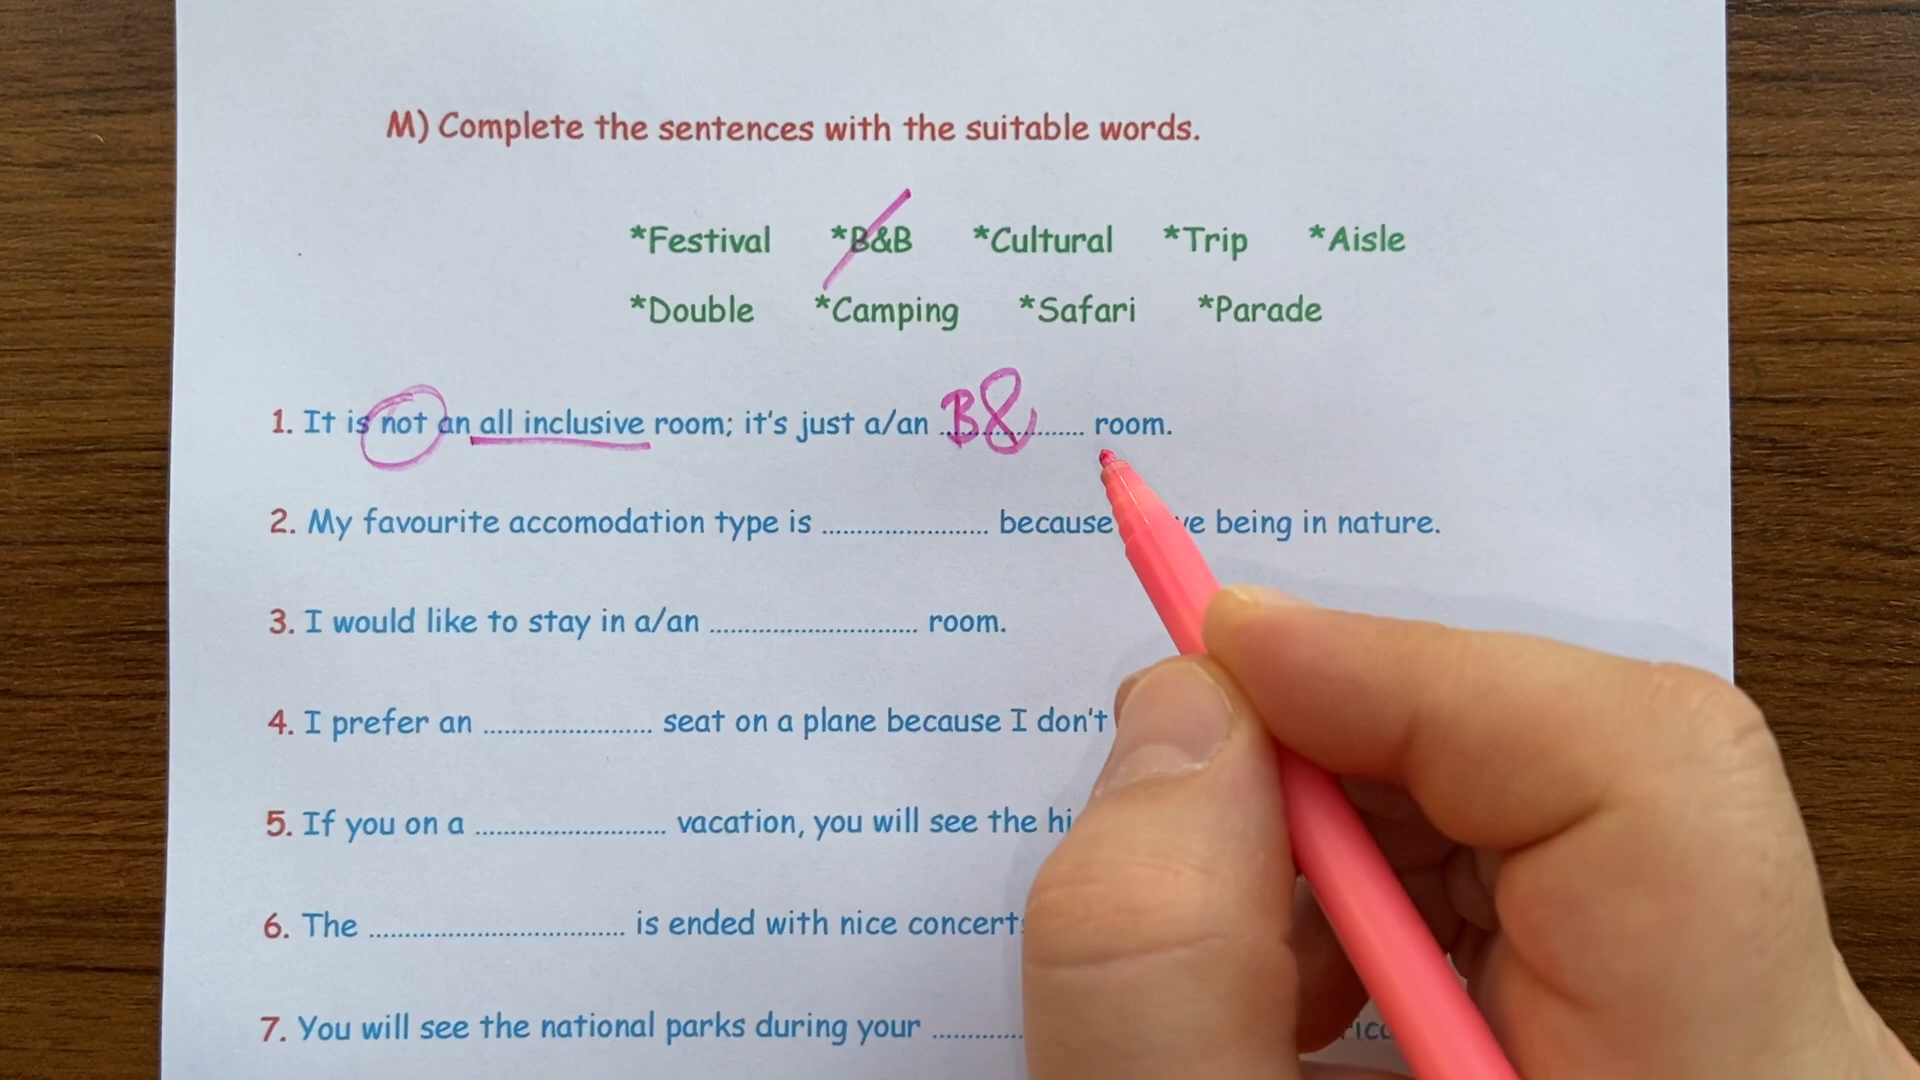 M) Complete the sentences with the suitable words.
*Festival *B&B *Cultural *Trip *Aisle
*Double *Camping *Safari *Parade
1. It is not an all inclusive room; it's just a/an B& room.
2. My favourite accomodation type is ........................ because being in nature.
3. I would like to stay in a/an .............................. room.
4. I prefer an ........................ seat on a plane because I don't
5. If you on a ........................... vacation, you will see the
6. The ..................................... is ended with nice
7. You will see the national parks during your .............